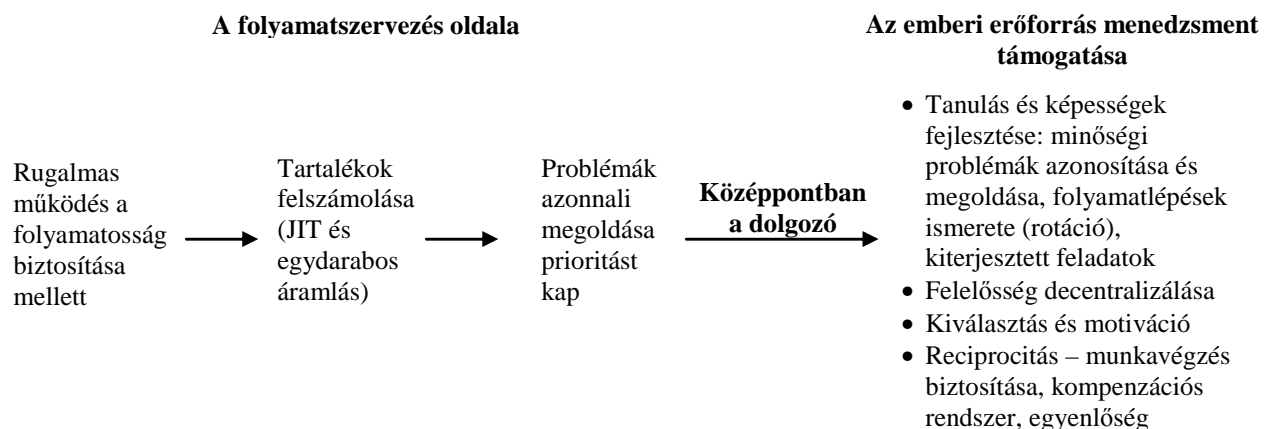 A folyamatszervezés oldala
Az emberi erőforrás menedzsment
támogatása
Rugalmas
működés a
folyamatosság
biztosítása
mellett
Tartalékok
felszámolása
(JIT és
egydarabos
áramlás)
Problémák
azonnali
megoldása
prioritást
kap
Középpontban
a dolgozó
• Tanulás és képességek
fejlesztése: minőségi
problémák azonosítása és
megoldása, folyamatlépések
ismerete (rotáció),
kiterjesztett feladatok
• Felelősség decentralizálása
• Kiválasztás és motiváció
• Reciprocitás – munkavégzés
biztosítása, kompenzációs
rendszer, egyenlőség